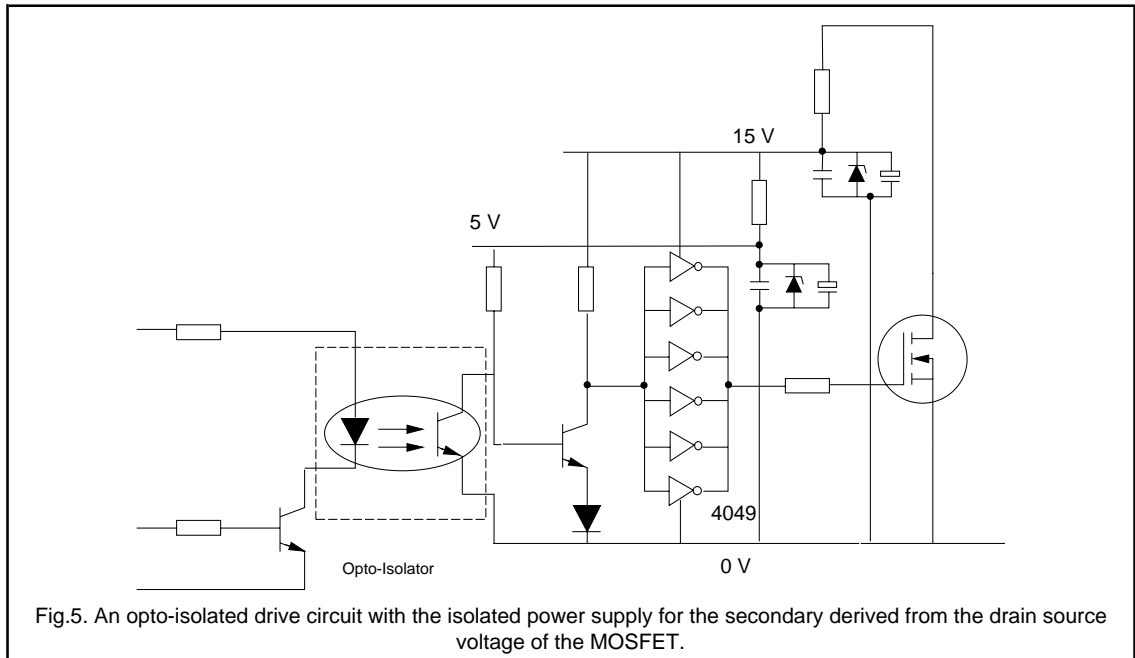 15 V
5 V
4049
0 V
Opto-Isolator
Fig.5. An opto-isolated drive circuit with the isolated power supply for the secondary derived from the drain source
voltage of the MOSFET.